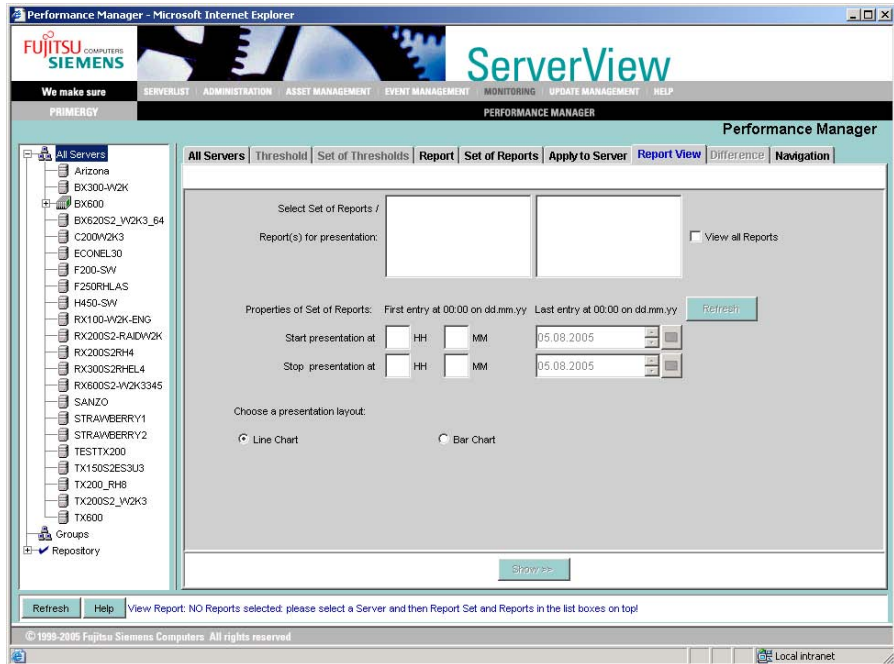 Performance Manager - Microsoft Internet Explorer
FUJITSU COMPUTERS
SIEMENS
ServerView
We make sure
SERVERLIST ADMINISTRATION ASSET MANAGEMENT EVENT MANAGEMENT MONITORING UPDATE MANAGEMENT HELP
PRIMERGY
PERFORMANCE MANAGER
Performance Manager
All Servers
Arizona
BX300-W2K
BX600
BX620S2_W2K3_64
C200W2K3
ECONEL30
F200-SW
F250RHLAS
H450-SW
RX100-W2K-ENG
RX200S2-RAIDW2K
RX200S2RH4
RX300S2RHEL4
RX600S2-W2K3345
SANZO
STRAWBERRY1
STRAWBERRY2
TESTTX200
TX150S2ES3U3
TX200_RH8
TX200S2_W2K3
TX600
Groups
Repository
All Servers Threshold Set of Thresholds Report Set of Reports Apply to Server Report View Difference Navigation
Select Set of Reports /
Report(s) for presentation:
View all Reports
Properties of Set of Reports: First entry at 00:00 on dd.mm.yy Last entry at 00:00 on dd.mm.yy Refresh
Start presentation at HH MM 05.08.2005
Stop presentation at HH MM 05.08.2005
Choose a presentation layout:
Line Chart Bar Chart
Show >>
Refresh Help View Report: NO Reports selected: please select a Server and then Report Set and Reports in the list boxes on top!
© 1998-2005 Fujitsu Siemens Computers All rights reserved
Local intranet